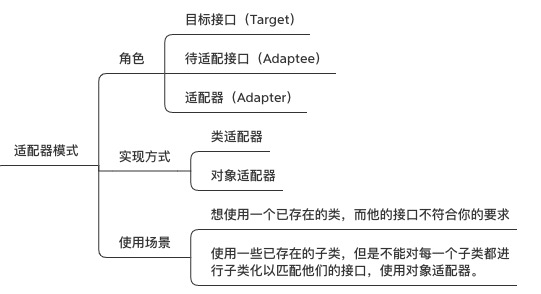 目标接口（Target）
角色
待适配接口（Adaptee）
适配器（Adapter）
类适配器
适配器模式
实现方式
对象适配器
想使用一个已存在的类，而他的接口不符合你的要求
使用场景
使用一些已存在的子类，但是不能对每一个子类都进
行子类化以匹配他们的接口，使用对象适配器。